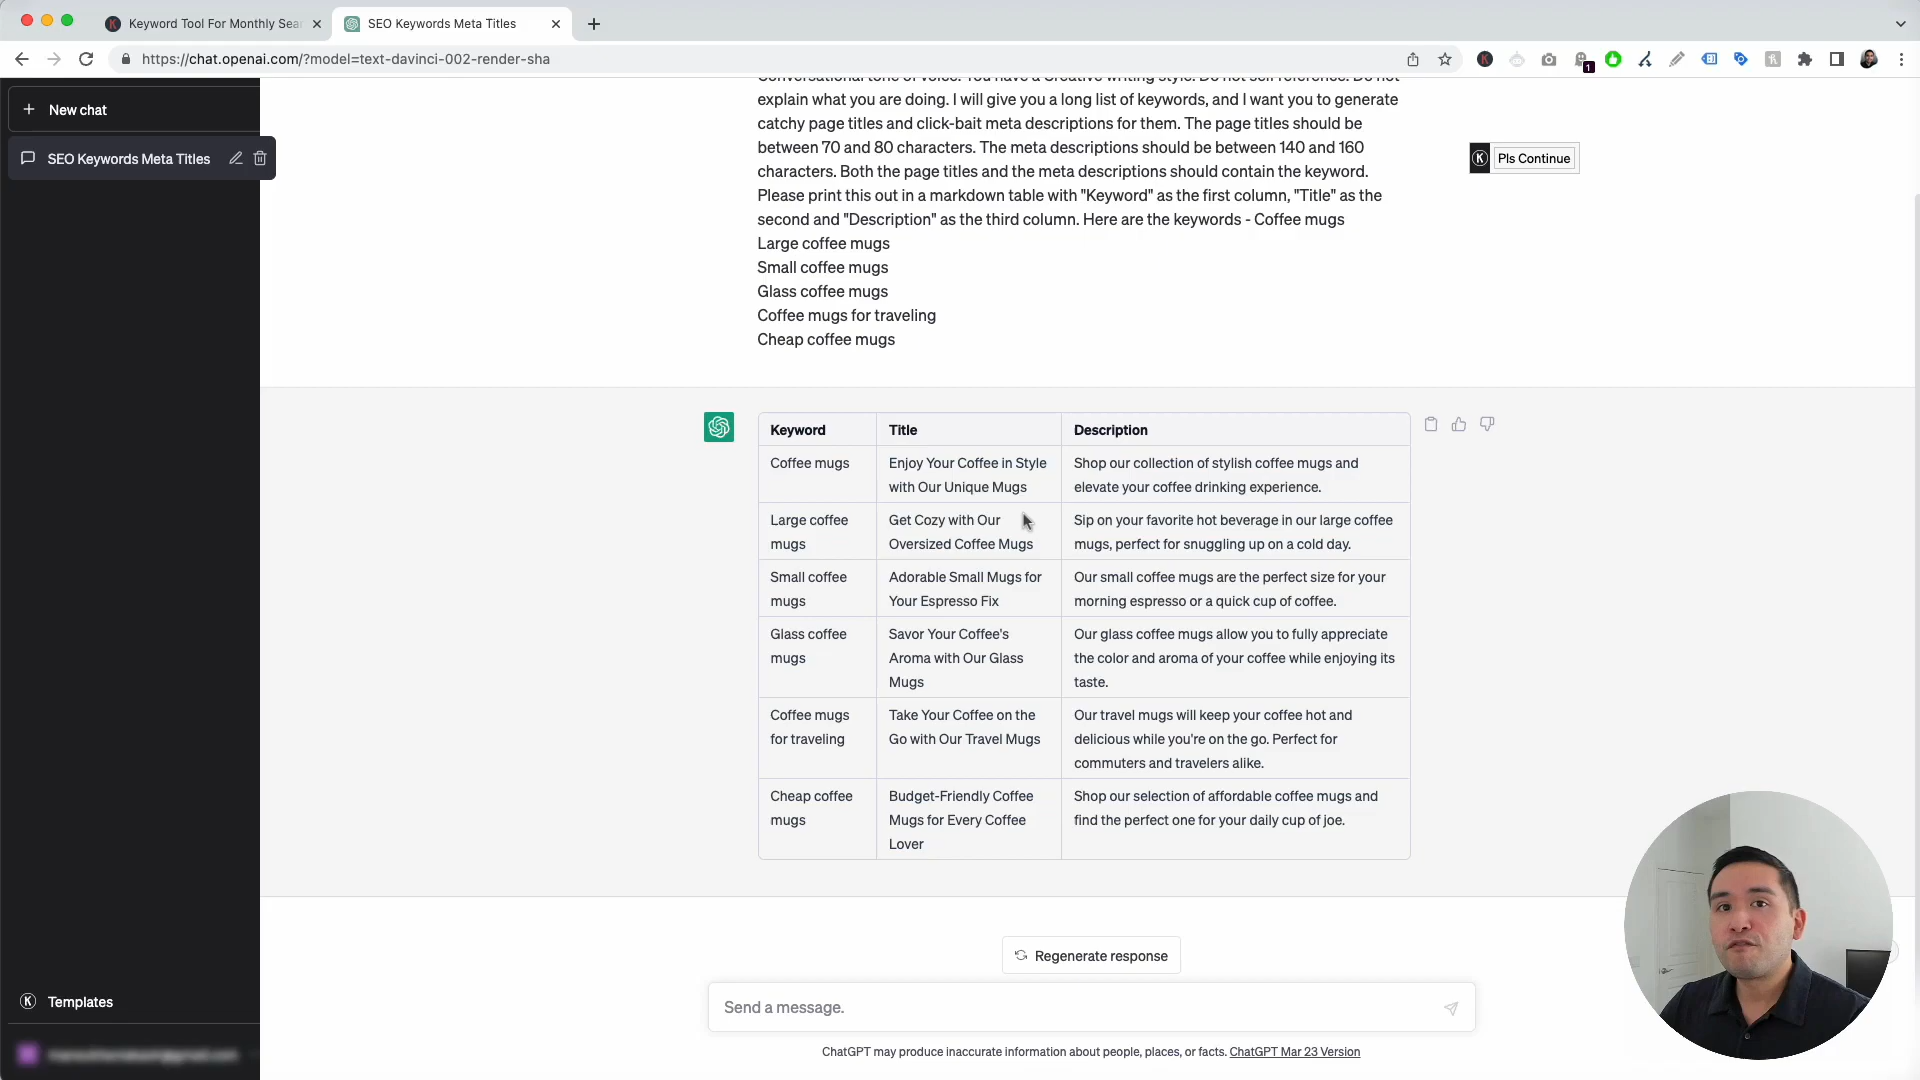 Keyword Tool For Monthly Sear
SEO Keywords Meta Titles
https://chat.openai.com/?model=text-davinci-002-render-sha
1
New chat
SEO Keywords Meta Titles
explain what you are doing. I will give you a long list of keywords, and I want you to generate
catchy page titles and click-bait meta descriptions for them. The page titles should be
between 70 and 80 characters. The meta descriptions should be between 140 and 160
characters. Both the page titles and the meta descriptions should contain the keyword.
Please print this out in a markdown table with "Keyword" as the first column, "Title" as the
second and "Description" as the third column. Here are the keywords - Coffee mugs
Large coffee mugs
Small coffee mugs
Glass coffee mugs
Coffee mugs for traveling
Cheap coffee mugs
K Pls Continue
Keyword Title Description
Coffee mugs
Enjoy Your Coffee in Style
with Our Unique Mugs
Shop our collection of stylish coffee mugs and
elevate your coffee drinking experience.
Large coffee
mugs
Get Cozy with Our
Oversized Coffee Mugs
Sip on your favorite hot beverage in our large coffee
mugs, perfect for snuggling up on a cold day.
Small coffee
mugs
Adorable Small Mugs for
Your Espresso Fix
Our small coffee mugs are the perfect size for your
morning espresso or a quick cup of coffee.
Glass coffee
mugs
Savor Your Coffee's
Aroma with Our Glass
Mugs
Our glass coffee mugs allow you to fully appreciate
the color and aroma of your coffee while enjoying its
taste.
Coffee mugs
for traveling
Take Your Coffee on the
Go with Our Travel Mugs
Our travel mugs will keep your coffee hot and
delicious while you're on the go. Perfect for
commuters and travelers alike.
Cheap coffee
mugs
Budget-Friendly Coffee
Mugs for Every Coffee
Lover
Shop our selection of affordable coffee mugs and
find the perfect one for your daily cup of joe.
Regenerate response
K Templates
Send a message.
ChatGPT may produce inaccurate information about people, places, or facts. ChatGPT Mar 23 Version